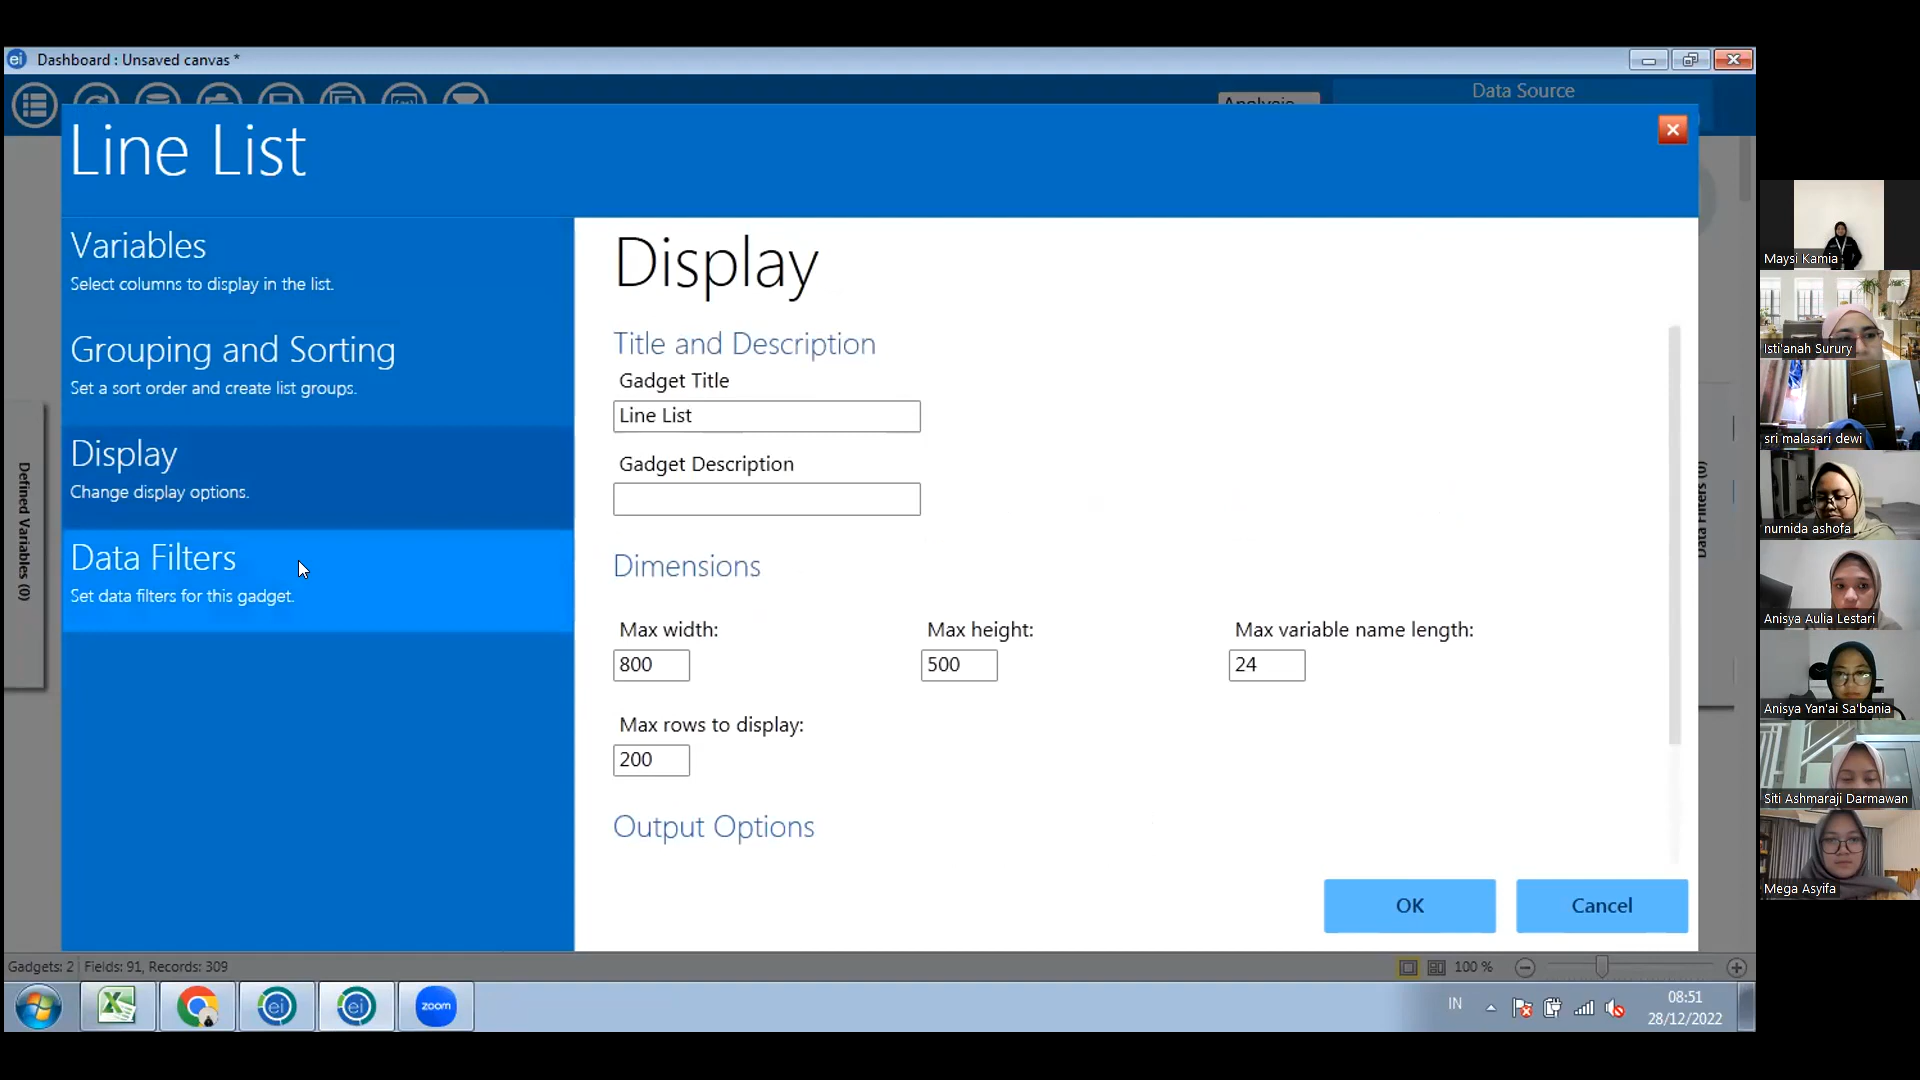 Dashboard : Unsaved canvas *
Data Source
Line List
Variables
Select columns to display in the list.
Grouping and Sorting
Set a sort order and create list groups.
Display
Change display options.
Data Filters
Set data filters for this gadget.
Display
Title and Description
Gadget Title
Line List
Gadget Description
Dimensions
Max width:
Max height:
Max variable name length:
800
500
24
Max rows to display:
200
Output Options
OK
Cancel
Defined Variables (0)
Data Filters (0)
Gadgets: 2
Fields: 91, Records: 309
100 %
zoom
IN
08:51
28/12/2022
Maysi Kamia
Isti'anah Surury
sri malasari dewi
nurnida ashofa
Anisya Aulia Lestari
Anisya Yan'ai Sa'bania
Siti Ashmaraji Darmawan
Mega Asyifa